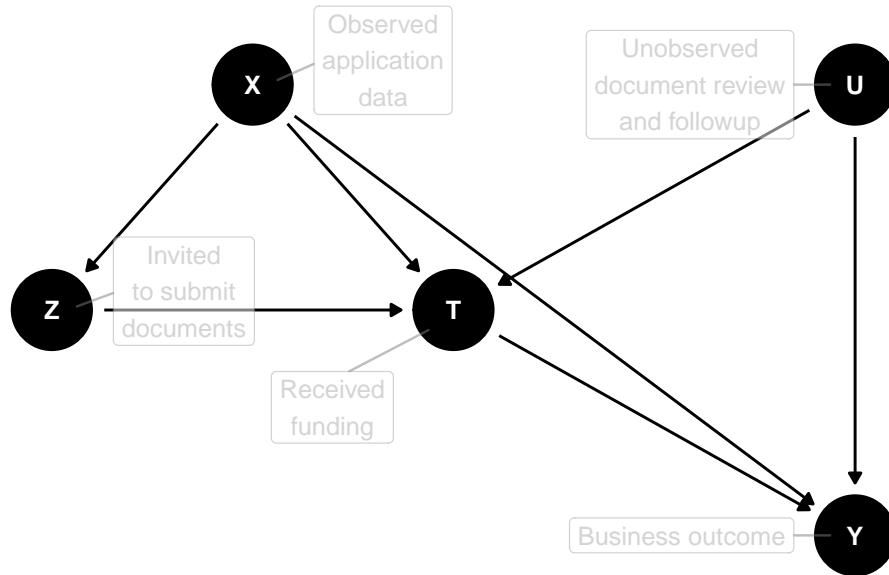 X
Observed
application
data
Unobserved
document review
and followup
U
Z
Invited
to submit
documents
T
Received
funding
Business outcome
Y